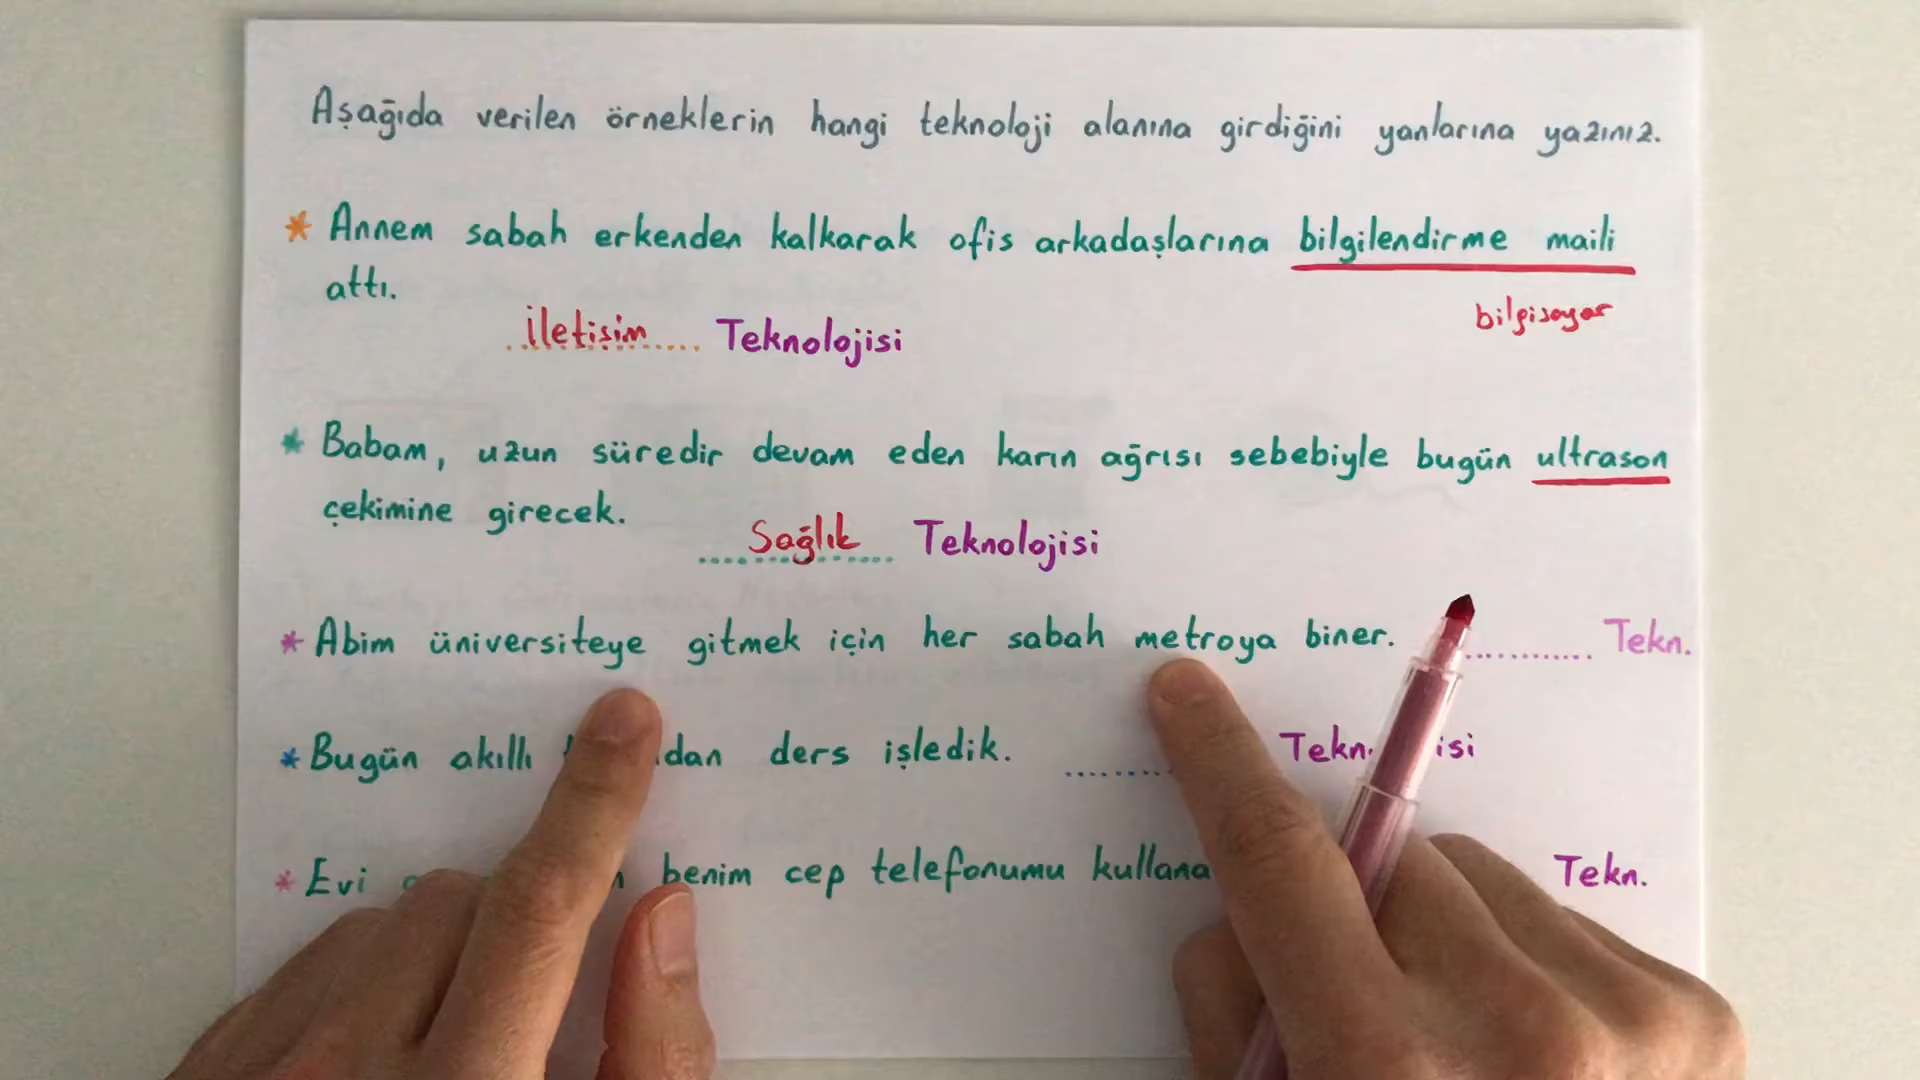 Aşağıda verilen örneklerin hangi teknoloji alanına girdiğini yanlarına yazınız.
* Annem sabah erkenden kalkarak ofis arkadaşlarına bilgilendirme maili
attı.
bilgisayar
İletişim Teknolojisi
* Babam, uzun süredir devam eden karın ağrısı sebebiyle bugün ultrason
çekimine girecek.
Sağlık Teknolojisi
* Abim üniversiteye gitmek için her sabah metroya biner. ............ Tekn.
* Bugün akıllı ders işledik. ........
* Evi benim cep telefonumu Tekn.